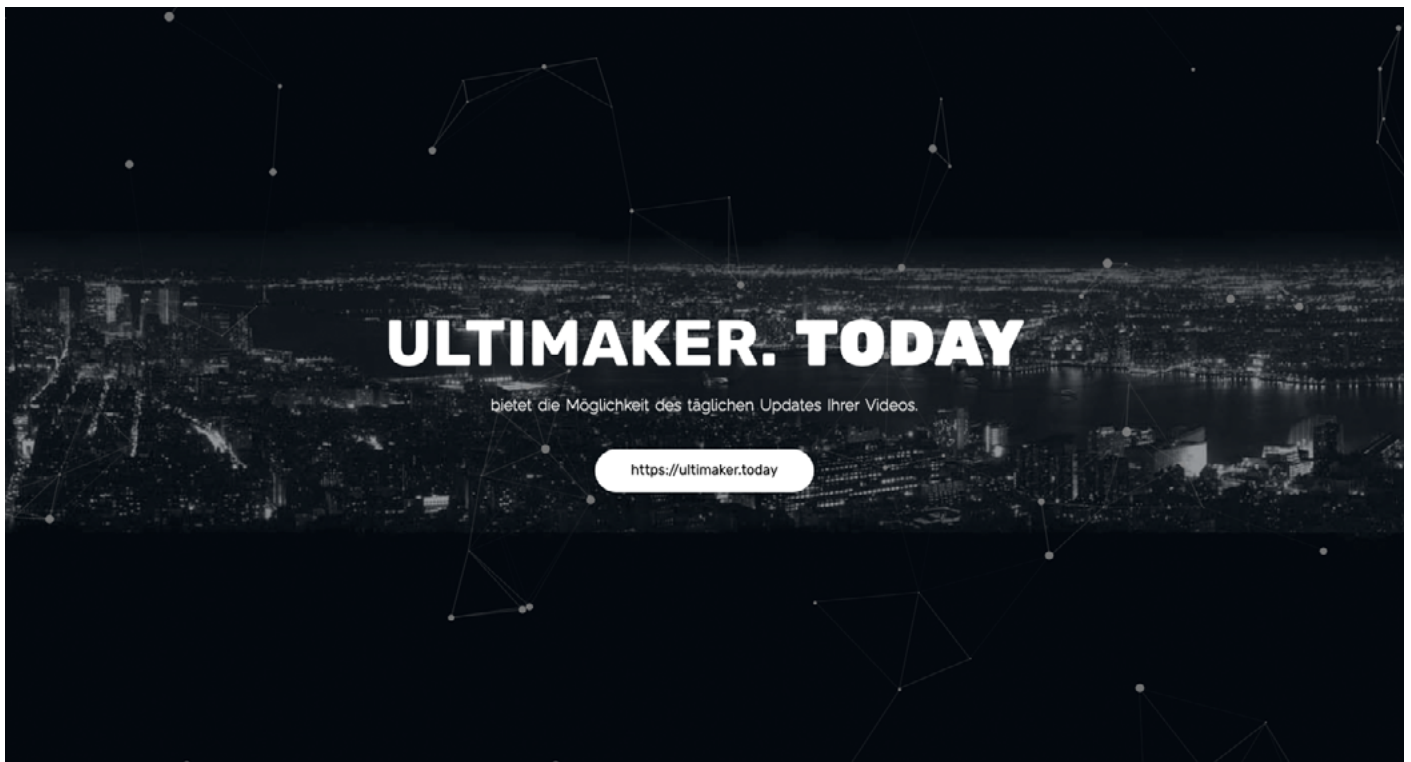 ULTIMAKER. TODAY
bietet die Möglichkeit des täglichen Updates Ihrer Videos.
https://ultimaker.today